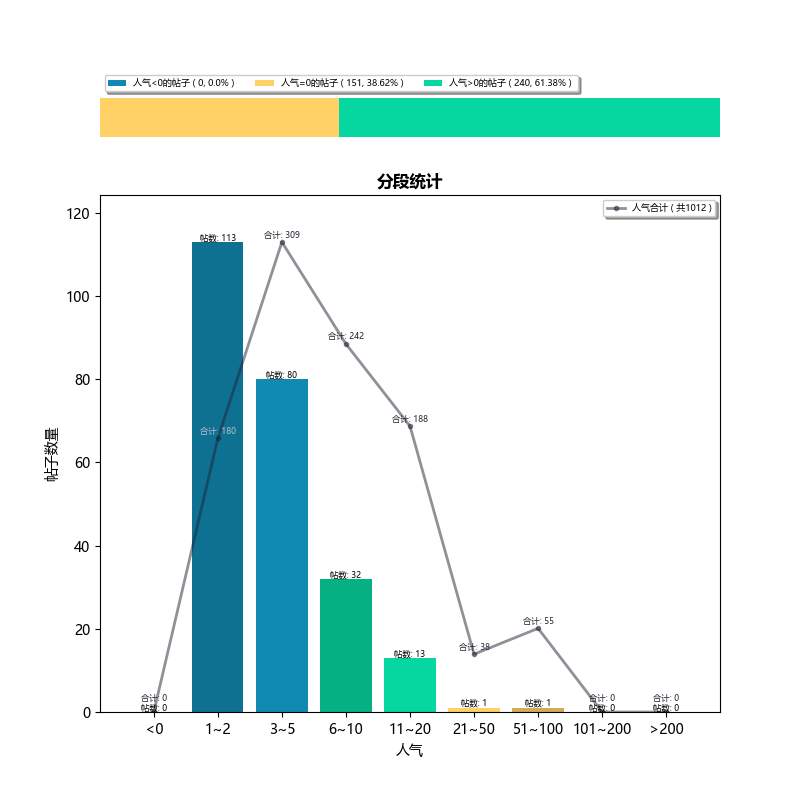 人气<0的帖子 ( 0, 0.0% ) 人气=0的帖子 ( 151, 38.62% ) 人气>0的帖子 ( 240, 61.38% )
分段统计
人气合计 ( 共1012 )
120
100
80
60
40
20
0
帖子数量
帖数: 113
合计: 309
合计: 242
帖数: 80
合计: 188
合计: 180
帖数: 32
合计: 55
帖数: 13
合计: 38
合计: 0
帖数: 0
帖数: 1
帖数: 1
合计: 0
帖数: 0
合计: 0
帖数: 0
<0 1~2 3~5 6~10 11~20 21~50 51~100 101~200 >200
人气